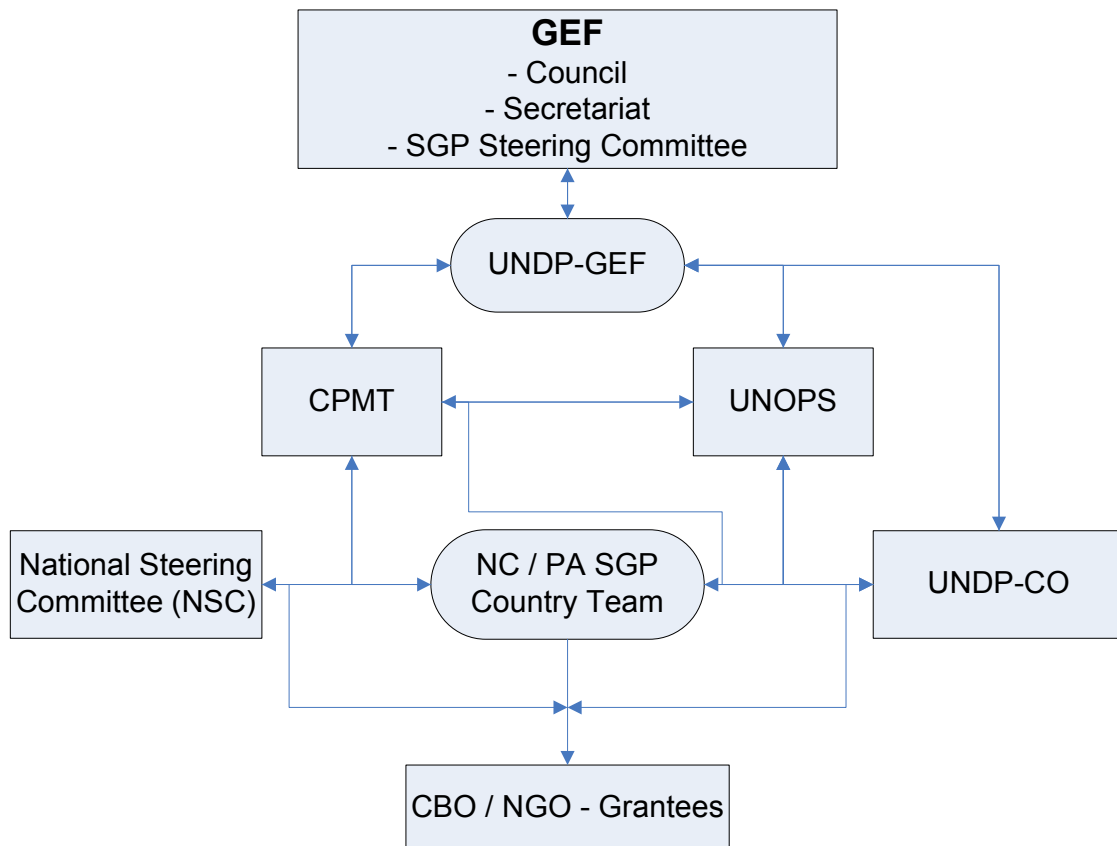 GEF
- Council
- Secretariat
- SGP Steering Committee
UNDP-GEF
CPMT
UNOPS
National Steering
Committee (NSC)
NC / PA SGP
Country Team
UNDP-CO
CBO / NGO - Grantees